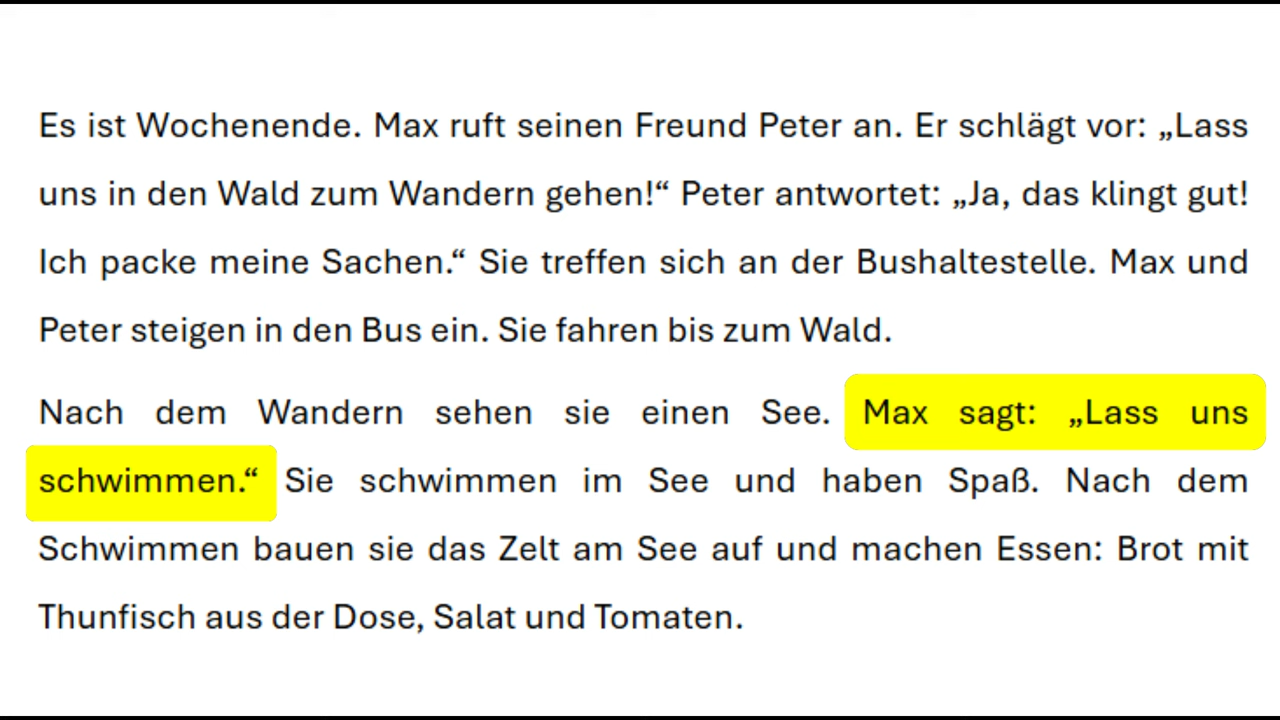 Es ist Wochenende. Max ruft seinen Freund Peter an. Er schlägt vor: „Lass
uns in den Wald zum Wandern gehen!“ Peter antwortet: „Ja, das klingt gut!
Ich packe meine Sachen.“ Sie treffen sich an der Bushaltestelle. Max und
Peter steigen in den Bus ein. Sie fahren bis zum Wald.
Nach dem Wandern sehen sie einen See. Max sagt: „Lass uns
schwimmen.“ Sie schwimmen im See und haben Spaß. Nach dem
Schwimmen bauen sie das Zelt am See auf und machen Essen: Brot mit
Thunfisch aus der Dose, Salat und Tomaten.